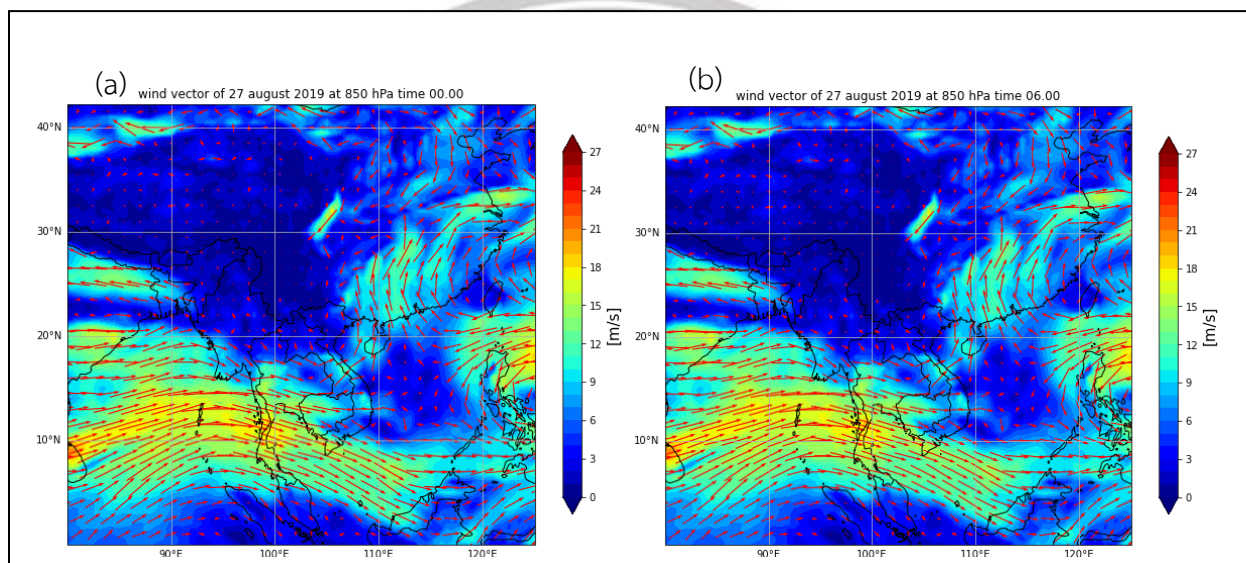 (a)
wind vector of 27 august 2019 at 850 hPa time 00.00
40°N
30°N
20°N
10°N
90°E
100°E
110°E
120°E
27
24
21
18
15
12
9
6
3
0
[m/s]
(b)
wind vector of 27 august 2019 at 850 hPa time 06.00
40°N
30°N
20°N
10°N
90°E
100°E
110°E
120°E
27
24
21
18
15
12
9
6
3
0
[m/s]